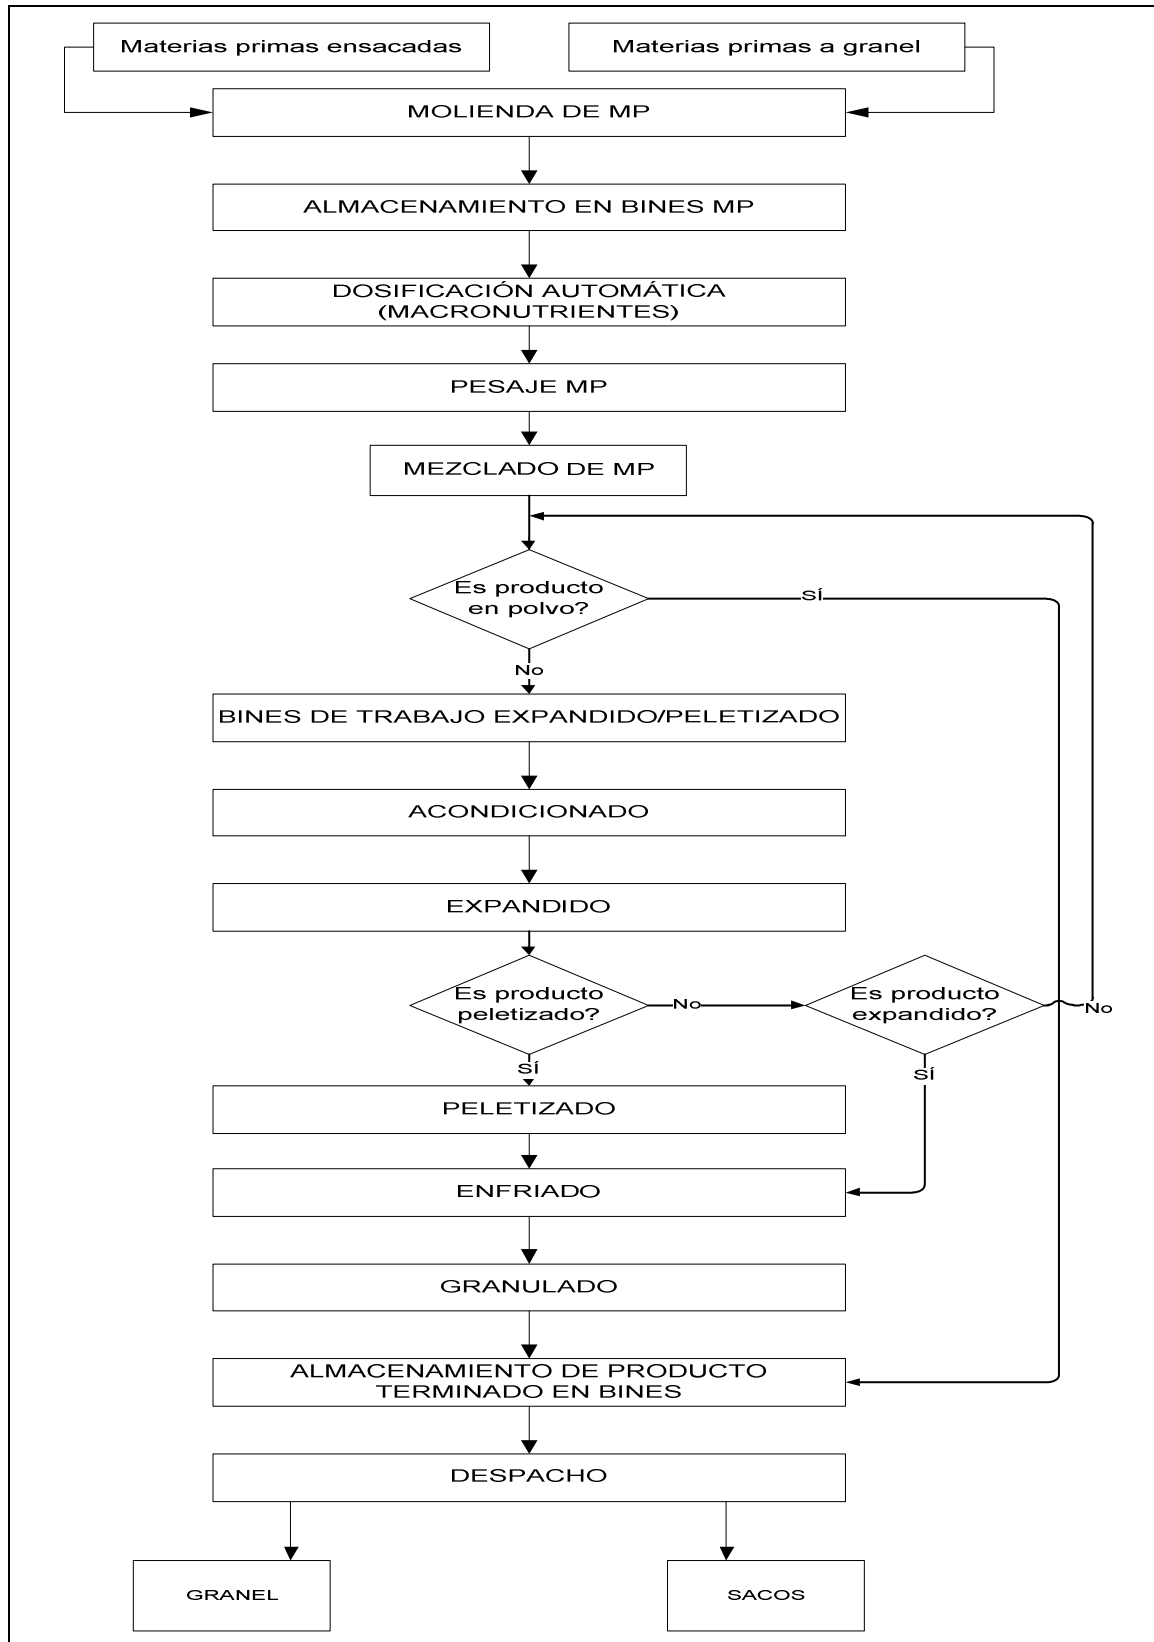 Materias primas ensacadas
Materias primas a granel
MOLIENDA DE MP
ALMACENAMIENTO EN BINES MP
DOSIFICACIÓN AUTOMÁTICA
(MACRONUTRIENTES)
PESAJE MP
MEZCLADO DE MP
Es producto
en polvo?
SÍ
No
BINES DE TRABAJO EXPANDIDO/PELETIZADO
ACONDICIONADO
EXPANDIDO
Es producto
peletizado?
No
Es producto
expandido?
No
SÍ
SÍ
PELETIZADO
ENFRIADO
GRANULADO
ALMACENAMIENTO DE PRODUCTO
TERMINADO EN BINES
DESPACHO
GRANEL
SACOS